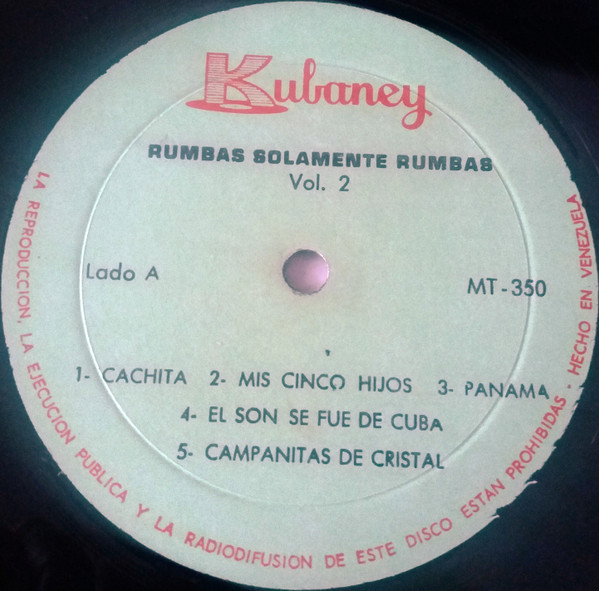 Kubaney
RUMBAS SOLAMENTE RUMBAS
Vol. 2
Lado A
MT-350
1- CACHITA 2- MIS CINCO HIJOS 3- PANAMA
4- EL SON SE FUE DE CUBA
5- CAMPANITAS DE CRISTAL
LA REPRODUCCION, LA EJECUCION PUBLICA Y LA RADIODIFUSION DE ESTE DISCO ESTAN PROHIBIDAS · HECHO EN VENEZUELA